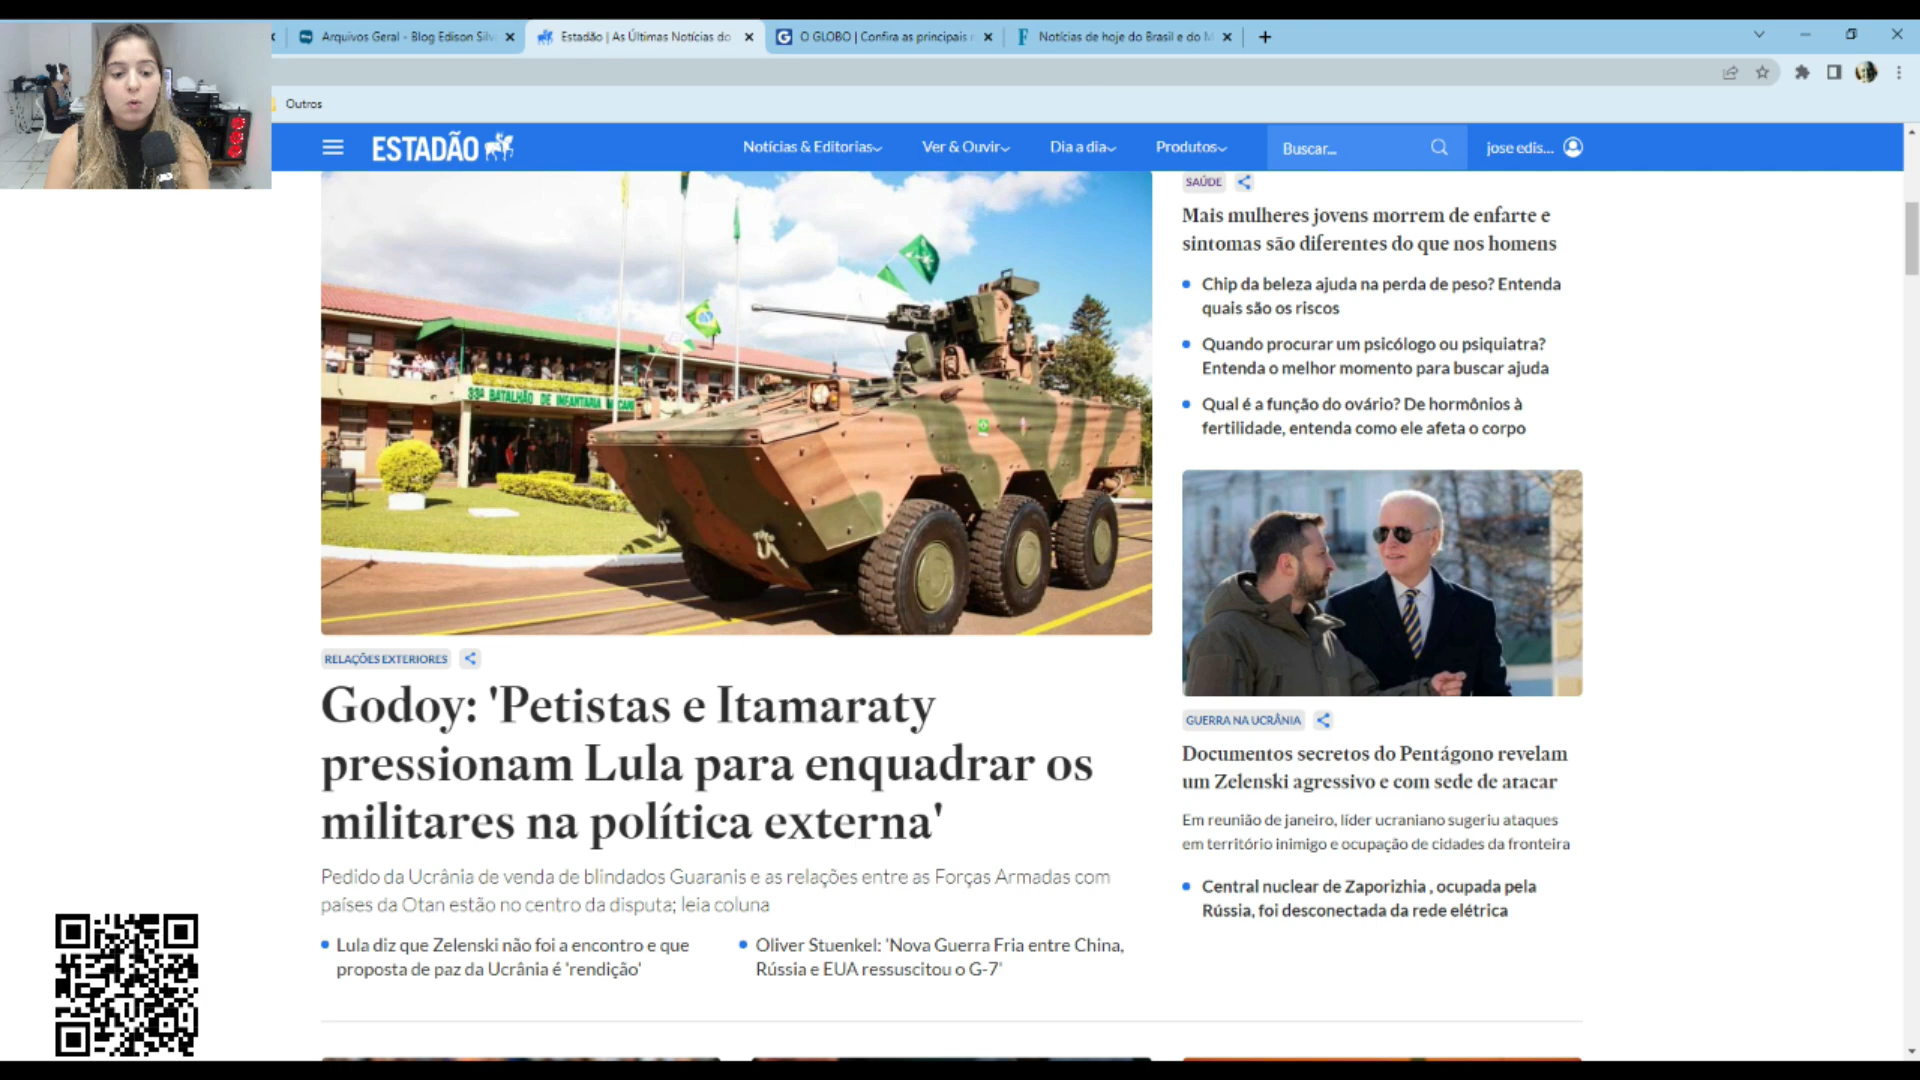 Arquivos Geral - Blog Edison Silv
Estadão | As Últimas Notícias do
O GLOBO | Confira as principais
Notícias de hoje do Brasil e do M
Outros
ESTADÃO
Notícias & Editorias
Ver & Ouvir
Dia a dia
Produtos
Buscar...
jose edis...
33º BATALHÃO DE INFANTARIA MECANI
RELAÇÕES EXTERIORES
Godoy: 'Petistas e Itamaraty
pressionam Lula para enquadrar os
militares na política externa'
Pedido da Ucrânia de venda de blindados Guaranis e as relações entre as Forças Armadas com
países da Otan estão no centro da disputa; leia coluna
Lula diz que Zelenski não foi a encontro e que
proposta de paz da Ucrânia é 'rendição'
Oliver Stuenkel: 'Nova Guerra Fria entre China,
Rússia e EUA ressuscitou o G-7'
SAÚDE
Mais mulheres jovens morrem de enfarte e
sintomas são diferentes do que nos homens
Chip da beleza ajuda na perda de peso? Entenda
quais são os riscos
Quando procurar um psicólogo ou psiquiatra?
Entenda o melhor momento para buscar ajuda
Qual é a função do ovário? De hormônios à
fertilidade, entenda como ele afeta o corpo
GUERRA NA UCRÂNIA
Documentos secretos do Pentágono revelam
um Zelenski agressivo e com sede de atacar
Em reunião de janeiro, líder ucraniano sugeriu ataques
em território inimigo e ocupação de cidades da fronteira
Central nuclear de Zaporizhia , ocupada pela
Rússia, foi desconectada da rede elétrica